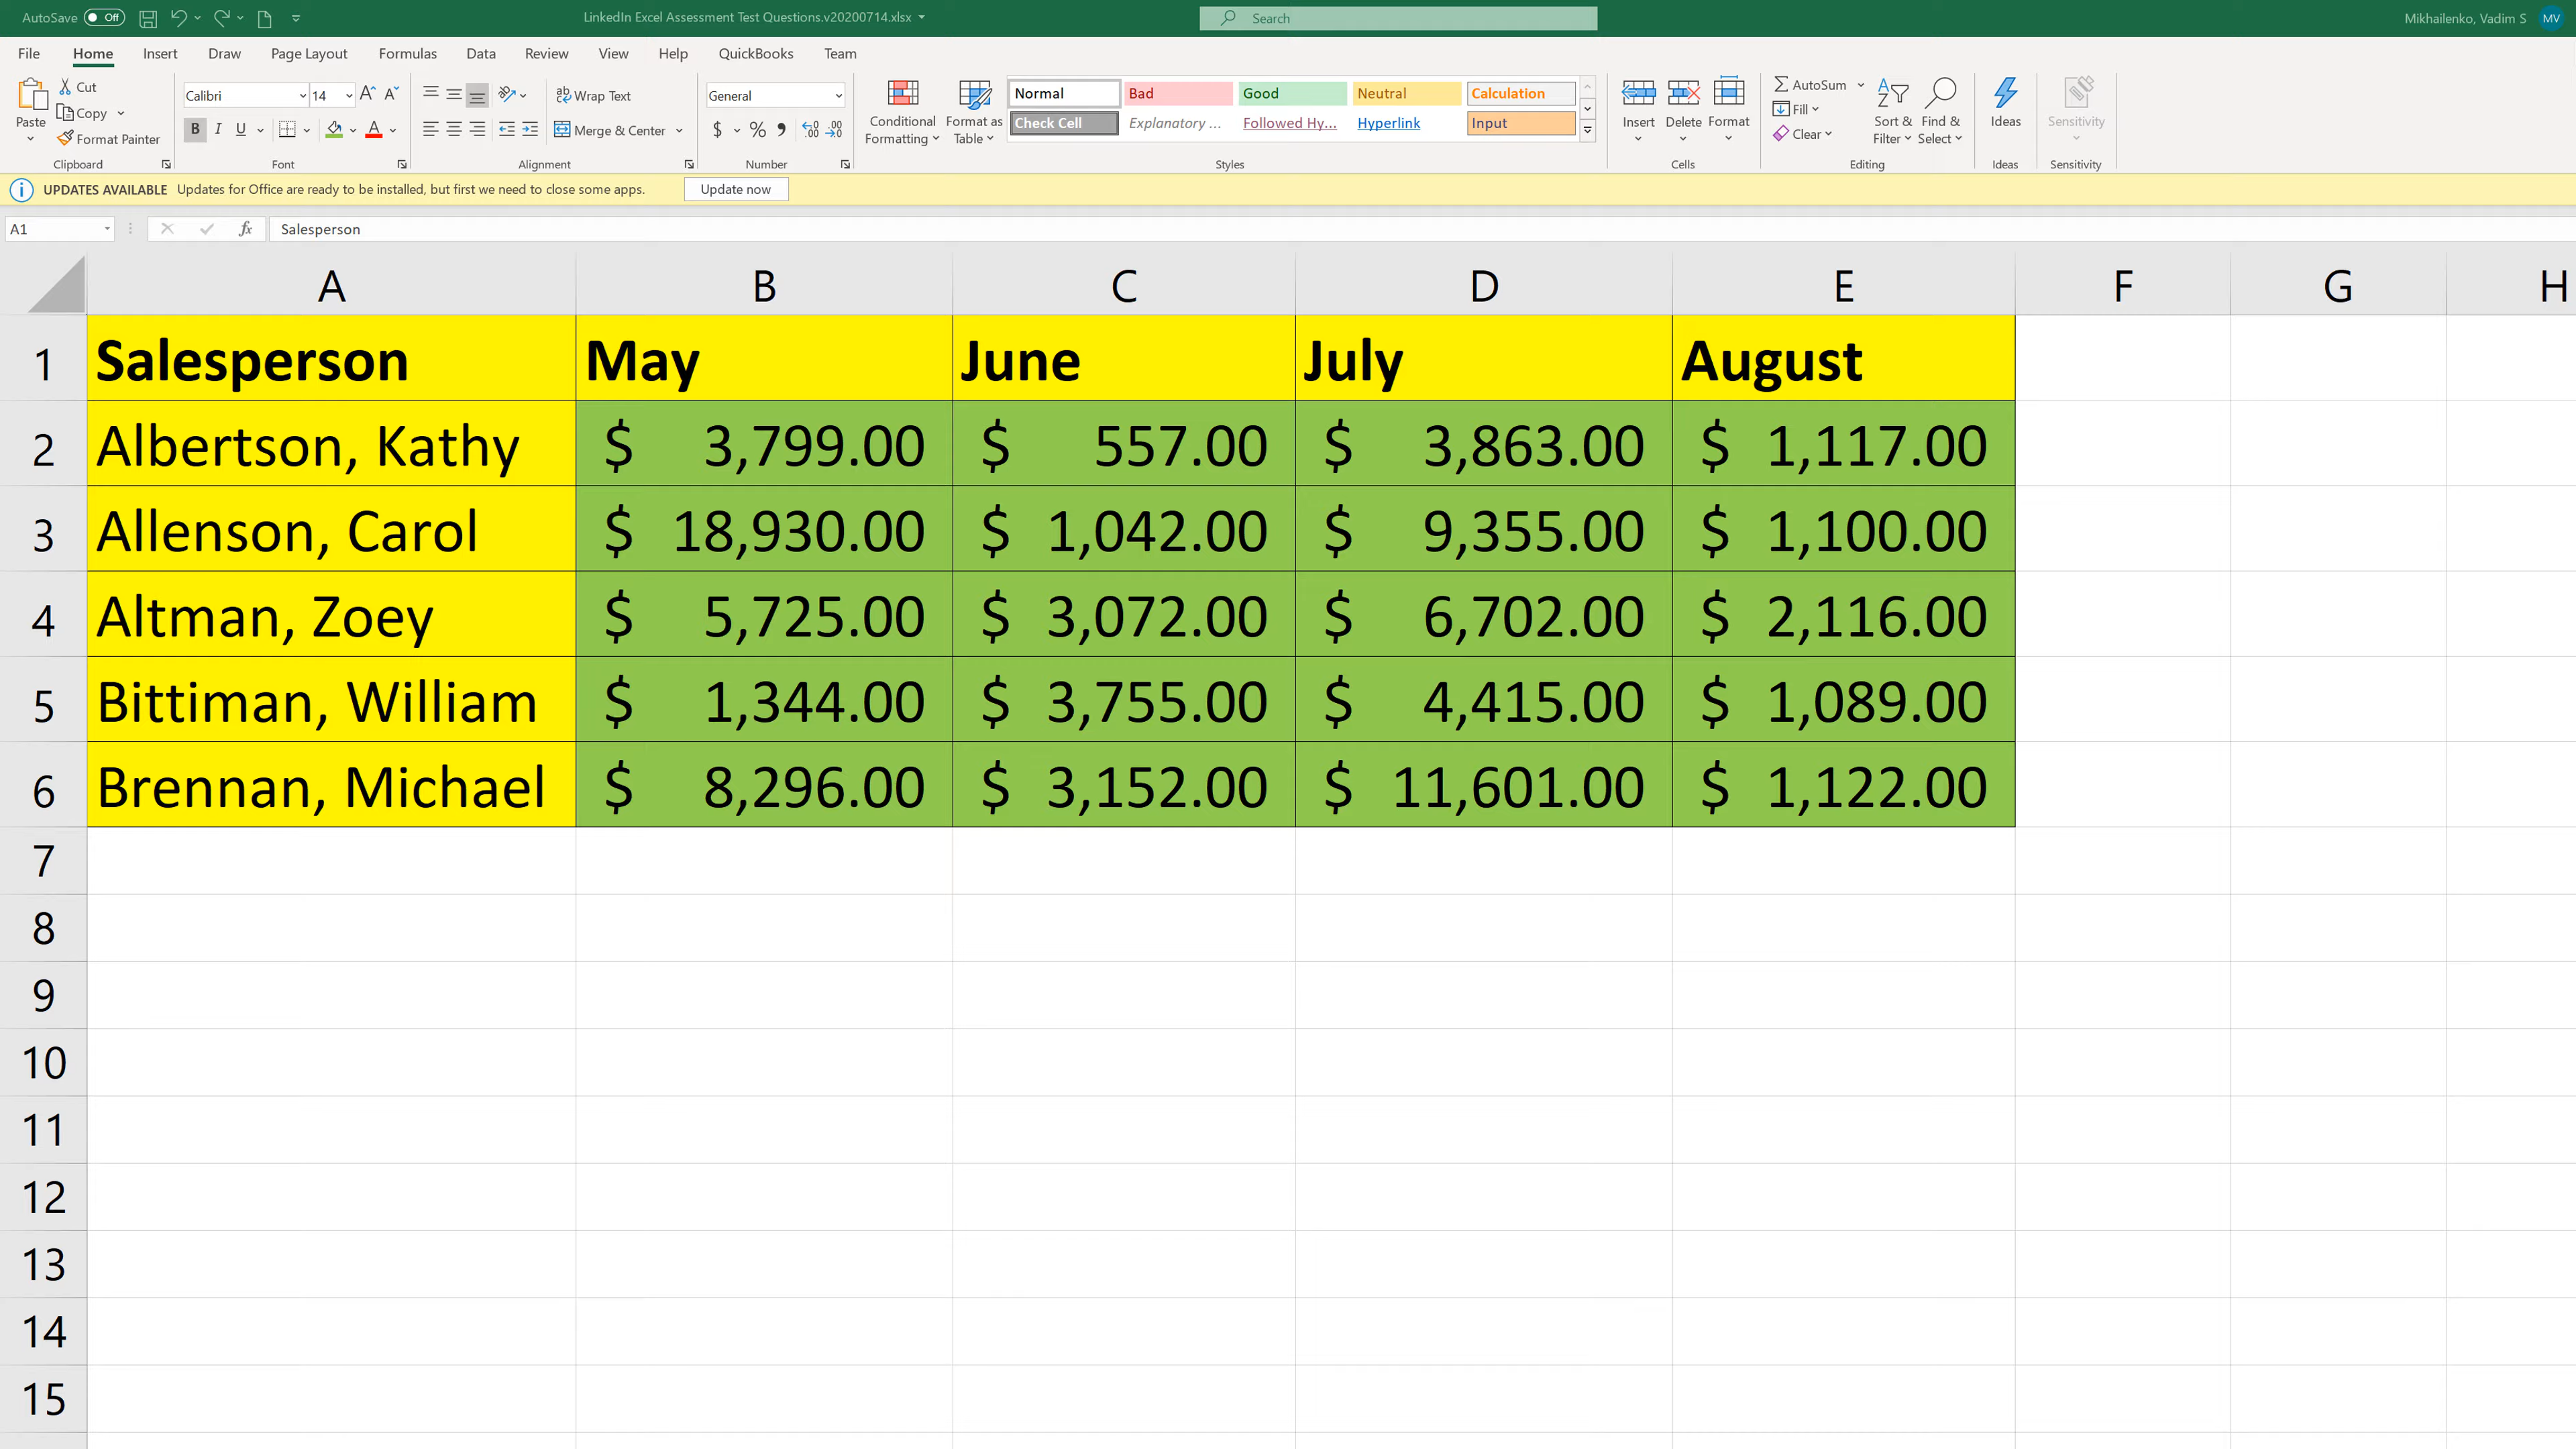 AutoSave Off LinkedIn Excel Assessment Test Questions.v20200714.xlsx Search Mikhailenko, Vadim S MV
File Home Insert Draw Page Layout Formulas Data Review View Help QuickBooks Team
Paste Cut Copy Format Painter Clipboard
Calibri 14 B I U A Font
Wrap Text Merge & Center Alignment
General $ % Number
Conditional Formatting Format as Table
Normal Bad Good Neutral Calculation
Check Cell Explanatory ... Followed Hy... Hyperlink Input
Styles
Insert Delete Format Cells
AutoSum Fill Clear Sort & Filter Find & Select Editing
Ideas Ideas
Sensitivity Sensitivity
UPDATES AVAILABLE Updates for Office are ready to be installed, but first we need to close some apps. Update now
A1 fx Salesperson
A B C D E F G H
1 Salesperson May June July August
2 Albertson, Kathy $ 3,799.00 $ 557.00 $ 3,863.00 $ 1,117.00
3 Allenson, Carol $ 18,930.00 $ 1,042.00 $ 9,355.00 $ 1,100.00
4 Altman, Zoey $ 5,725.00 $ 3,072.00 $ 6,702.00 $ 2,116.00
5 Bittiman, William $ 1,344.00 $ 3,755.00 $ 4,415.00 $ 1,089.00
6 Brennan, Michael $ 8,296.00 $ 3,152.00 $ 11,601.00 $ 1,122.00
7
8
9
10
11
12
13
14
15